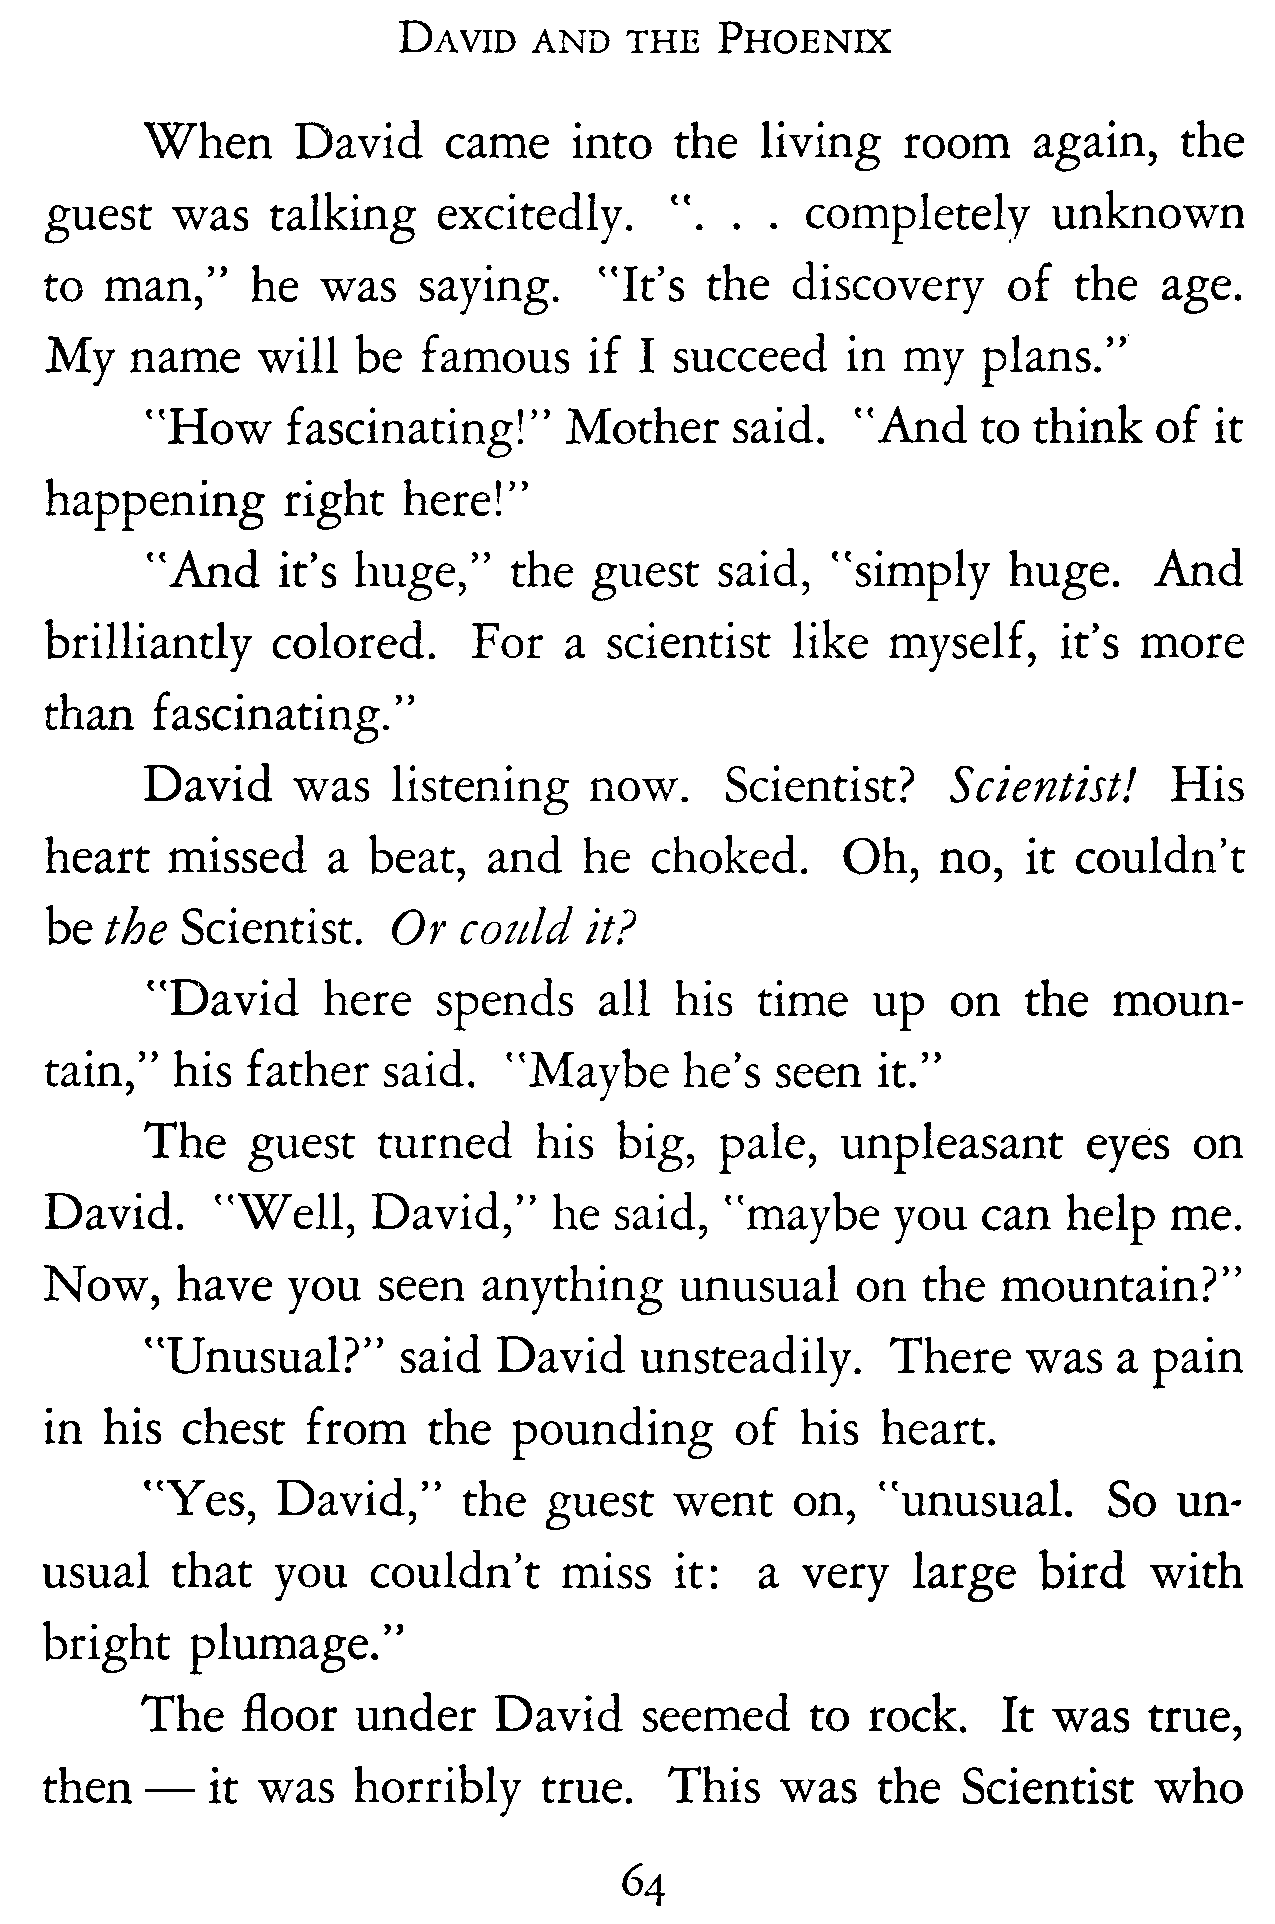 DAVID AND THE PHOENIX
When David came into the living room again, the
guest was talking excitedly. ". . . completely unknown
to man," he was saying. "It's the discovery of the age.
My name will be famous if I succeed in my plans."
"How fascinating!" Mother said. "And to think of it
happening right here!"
"And it's huge," the guest said, "simply huge. And
brilliantly colored. For a scientist like myself, it's more
than fascinating."
David was listening now. Scientist? Scientist! His
heart missed a beat, and he choked. Oh, no, it couldn't
be the Scientist. Or could it?
"David here spends all his time up on the moun-
tain," his father said. "Maybe he's seen it."
The guest turned his big, pale, unpleasant eyes on
David. "Well, David," he said, "maybe you can help me.
Now, have you seen anything unusual on the mountain?"
"Unusual?" said David unsteadily. There was a pain
in his chest from the pounding of his heart.
"Yes, David," the guest went on, "unusual. So un-
usual that you couldn't miss it: a very large bird with
bright plumage."
The floor under David seemed to rock. It was true,
then — it was horribly true. This was the Scientist who
64